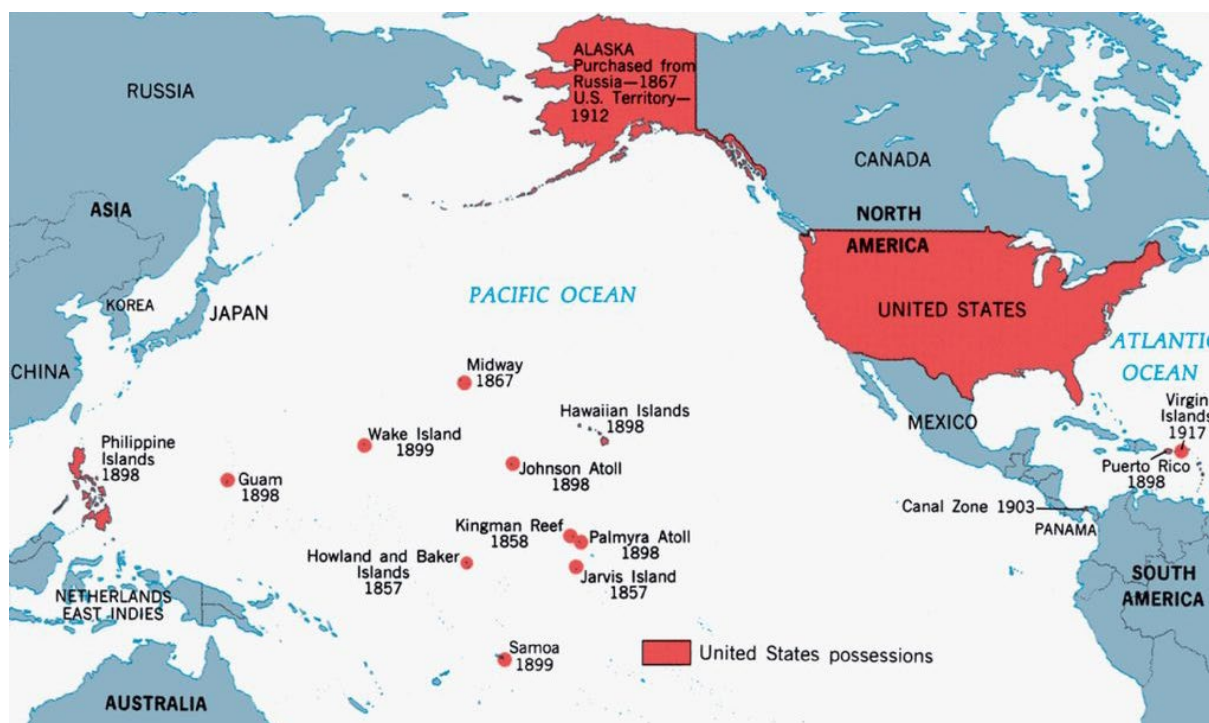 ALASKA
Purchased from
Russia—1867
U.S. Territory—
1912
RUSSIA
CANADA
ASIA
NORTH
AMERICA
PACIFIC OCEAN
KOREA
JAPAN
UNITED STATES
ATLANTIC
OCEAN
CHINA
Midway
1867
Hawaiian Islands
1898
MEXICO
Virgin
Islands
1917
Philippine
Islands
1898
Wake Island
1899
Guam
1898
Johnson Atoll
1898
Puerto Rico
1898
Canal Zone 1903
PANAMA
Kingman Reef
1858
Palmyra Atoll
1898
Howland and Baker
Islands
1857
Jarvis Island
1857
NETHERLANDS
EAST INDIES
SOUTH
AMERICA
Samoa
1899
United States possessions
AUSTRALIA